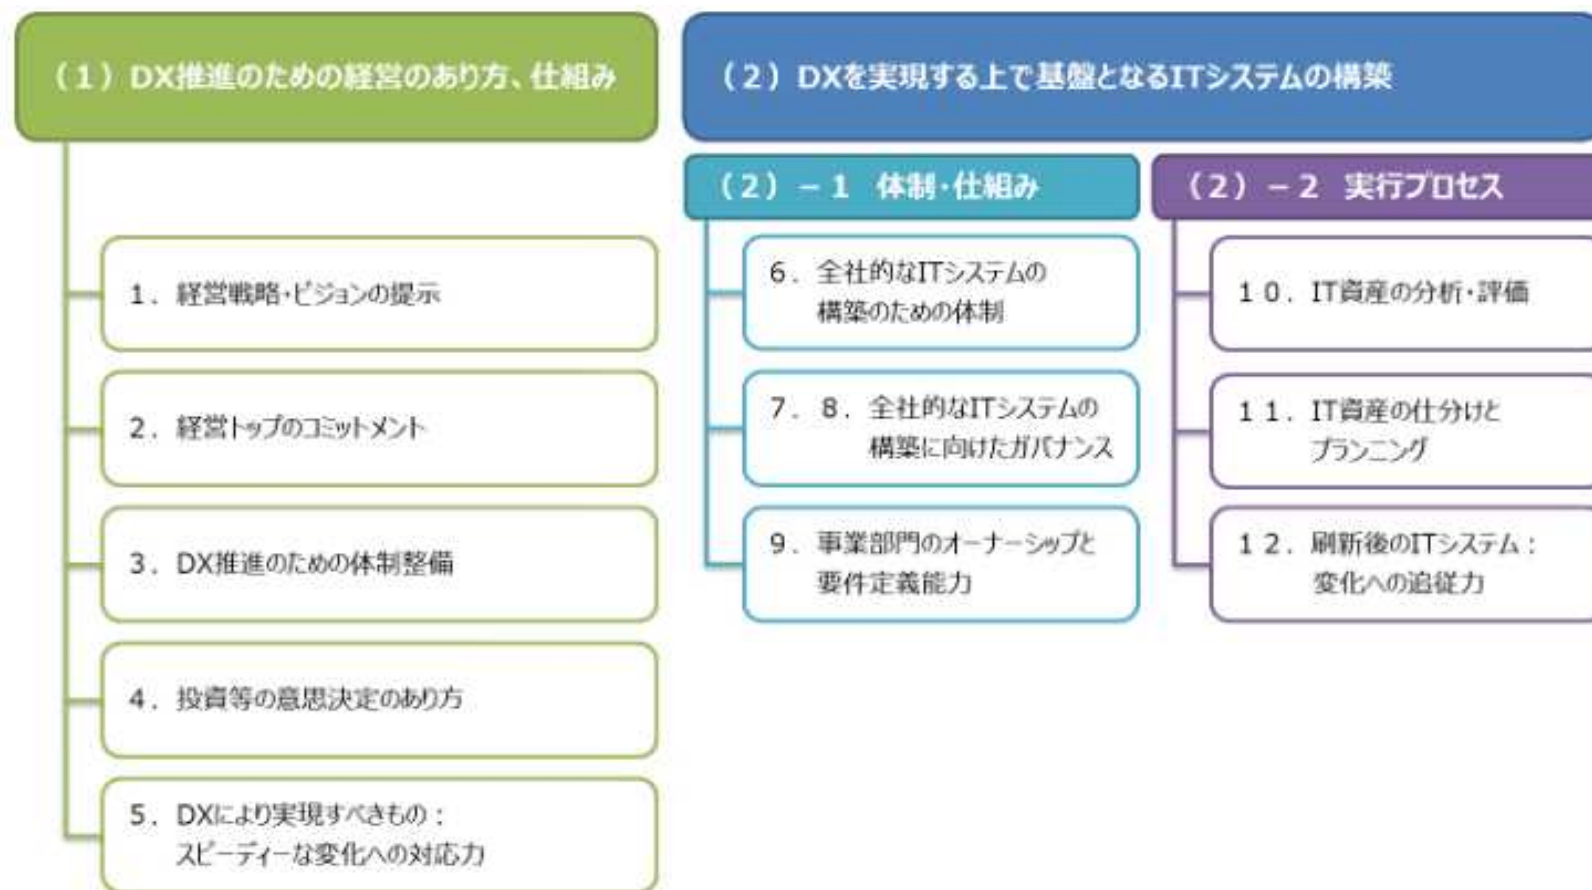 (1)DX推進のための経営のあり方、仕組み
1.経営戦略・ビジョンの提示
2.経営トップのコミットメント
3.DX推進のための体制整備
4.投資等の意思決定のあり方
5.DXにより実現すべきもの:
スピーディーな変化への対応力
(2)DXを実現する上で基盤となるITシステムの構築
(2)-1 体制・仕組み
6.全社的なITシステムの
構築のための体制
7.8.全社的なITシステムの
構築に向けたガバナンス
9.事業部門のオーナーシップと
要件定義能力
(2)-2 実行プロセス
10.IT資産の分析・評価
11.IT資産の仕分けと
プランニング
12.刷新後のITシステム:
変化への追従力